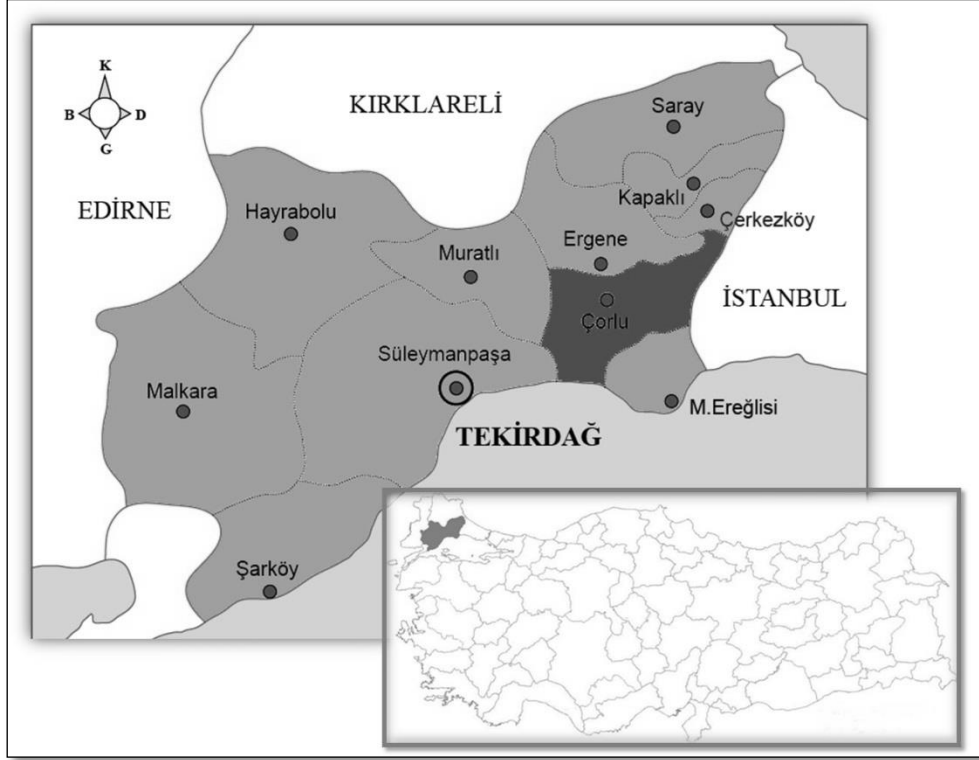 K
B D
G
KIRKLARELİ
EDİRNE
İSTANBUL
Saray
Kapaklı
Çerkezköy
Hayrabolu
Muratlı
Ergene
Çorlu
Süleymanpaşa
Malkara
M.Ereğlisi
TEKİRDAĞ
Şarköy